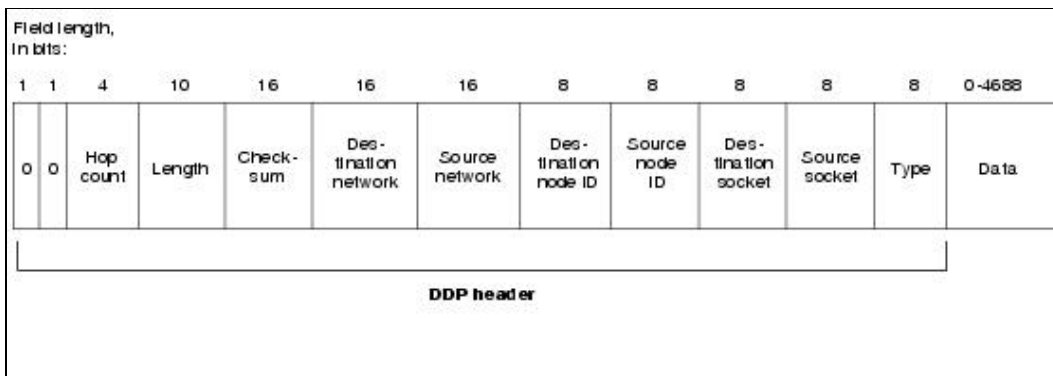 Field length,
in bits:
1 1 4 10 16 16 16 8 8 8 8 8 0-4688
0
0
Hop
count
Length
Check-
sum
Des-
tination
network
Source
network
Des-
tination
node ID
Source
node
ID
Des-
tination
socket
Source
socket
Type
Data
DDP header